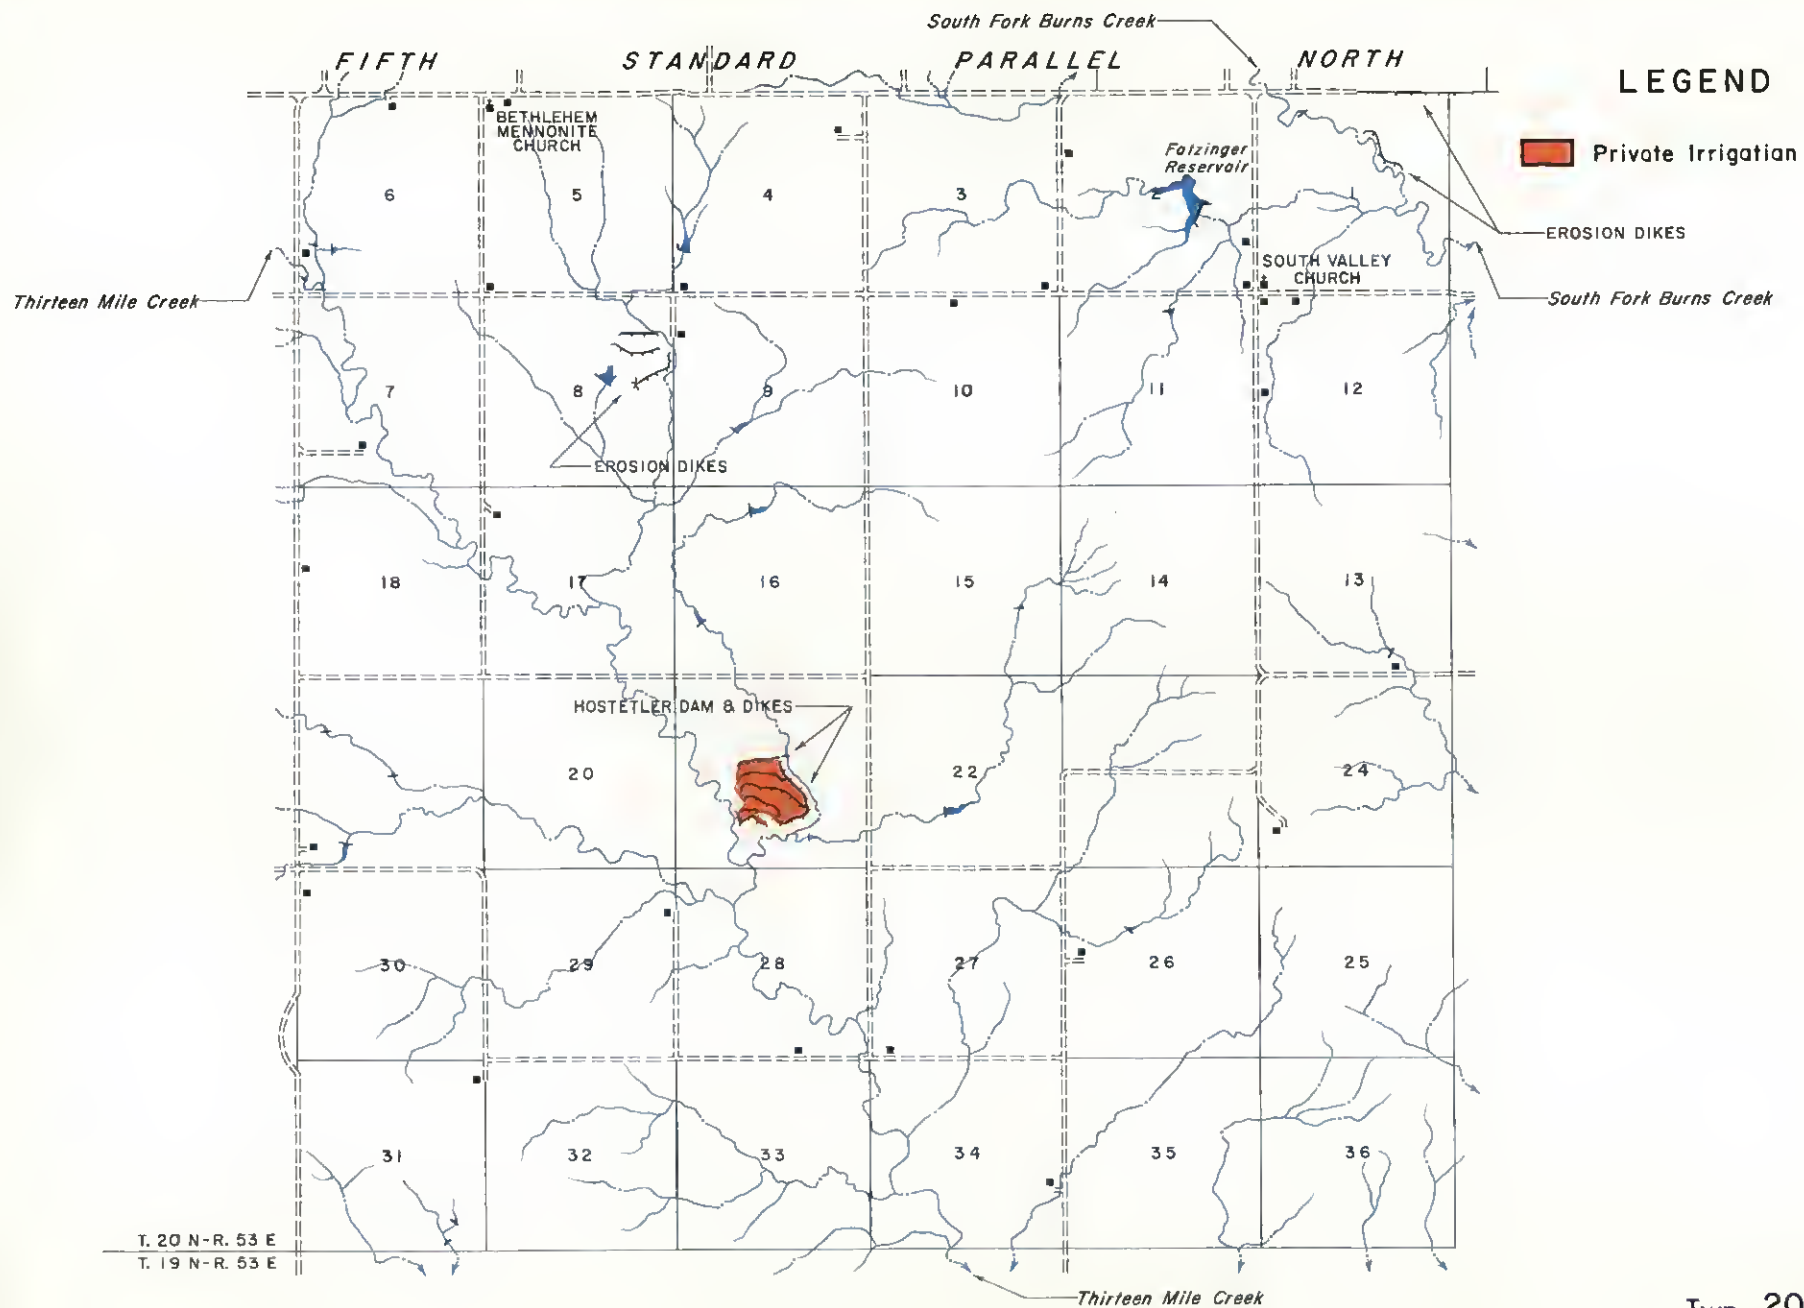 South Fork Burns Creek
FIFTH STANDARD PARALLEL NORTH
LEGEND
Private Irrigation
BETHLEHEM
MENNONITE
CHURCH
Fatzinger
Reservoir
6 5 4 3 2 1
EROSION DIKES
SOUTH VALLEY
CHURCH
Thirteen Mile Creek
South Fork Burns Creek
7 8 9 10 11 12
EROSION DIKES
18 17 16 15 14 13
HOSTETLER DAM & DIKES
20 22 24
30 29 28 27 26 25
31 32 33 34 35 36
T. 20 N-R. 53 E
T. 19 N-R. 53 E
Thirteen Mile Creek
Twp. 20